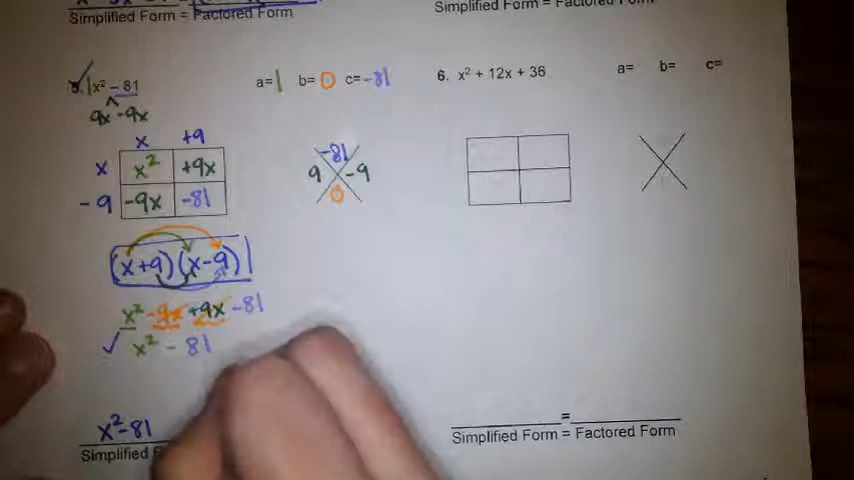 Simplified Form = Factored Form
Simplified Form = Factored Form
5. 1x² - 81 a=1 b=0 c=-81
9x -9x
x +9
x x² +9x
-9 -9x -81
-81
9 -9
0
(x+9)(x-9)
x² -9x +9x -81
✓ x² - 81
x²-81
Simplified
6. x² + 12x + 36 a= b= c=
=
Simplified Form = Factored Form